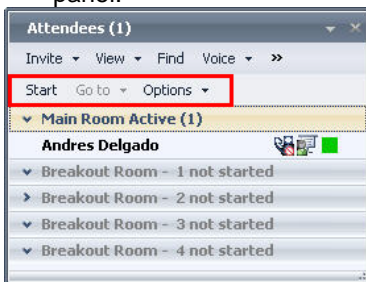 panel.
Attendees (1)
Invite View Find Voice »
Start Go to Options
Main Room Active (1)
Andres Delgado
Breakout Room - 1 not started
Breakout Room - 2 not started
Breakout Room - 3 not started
Breakout Room - 4 not started